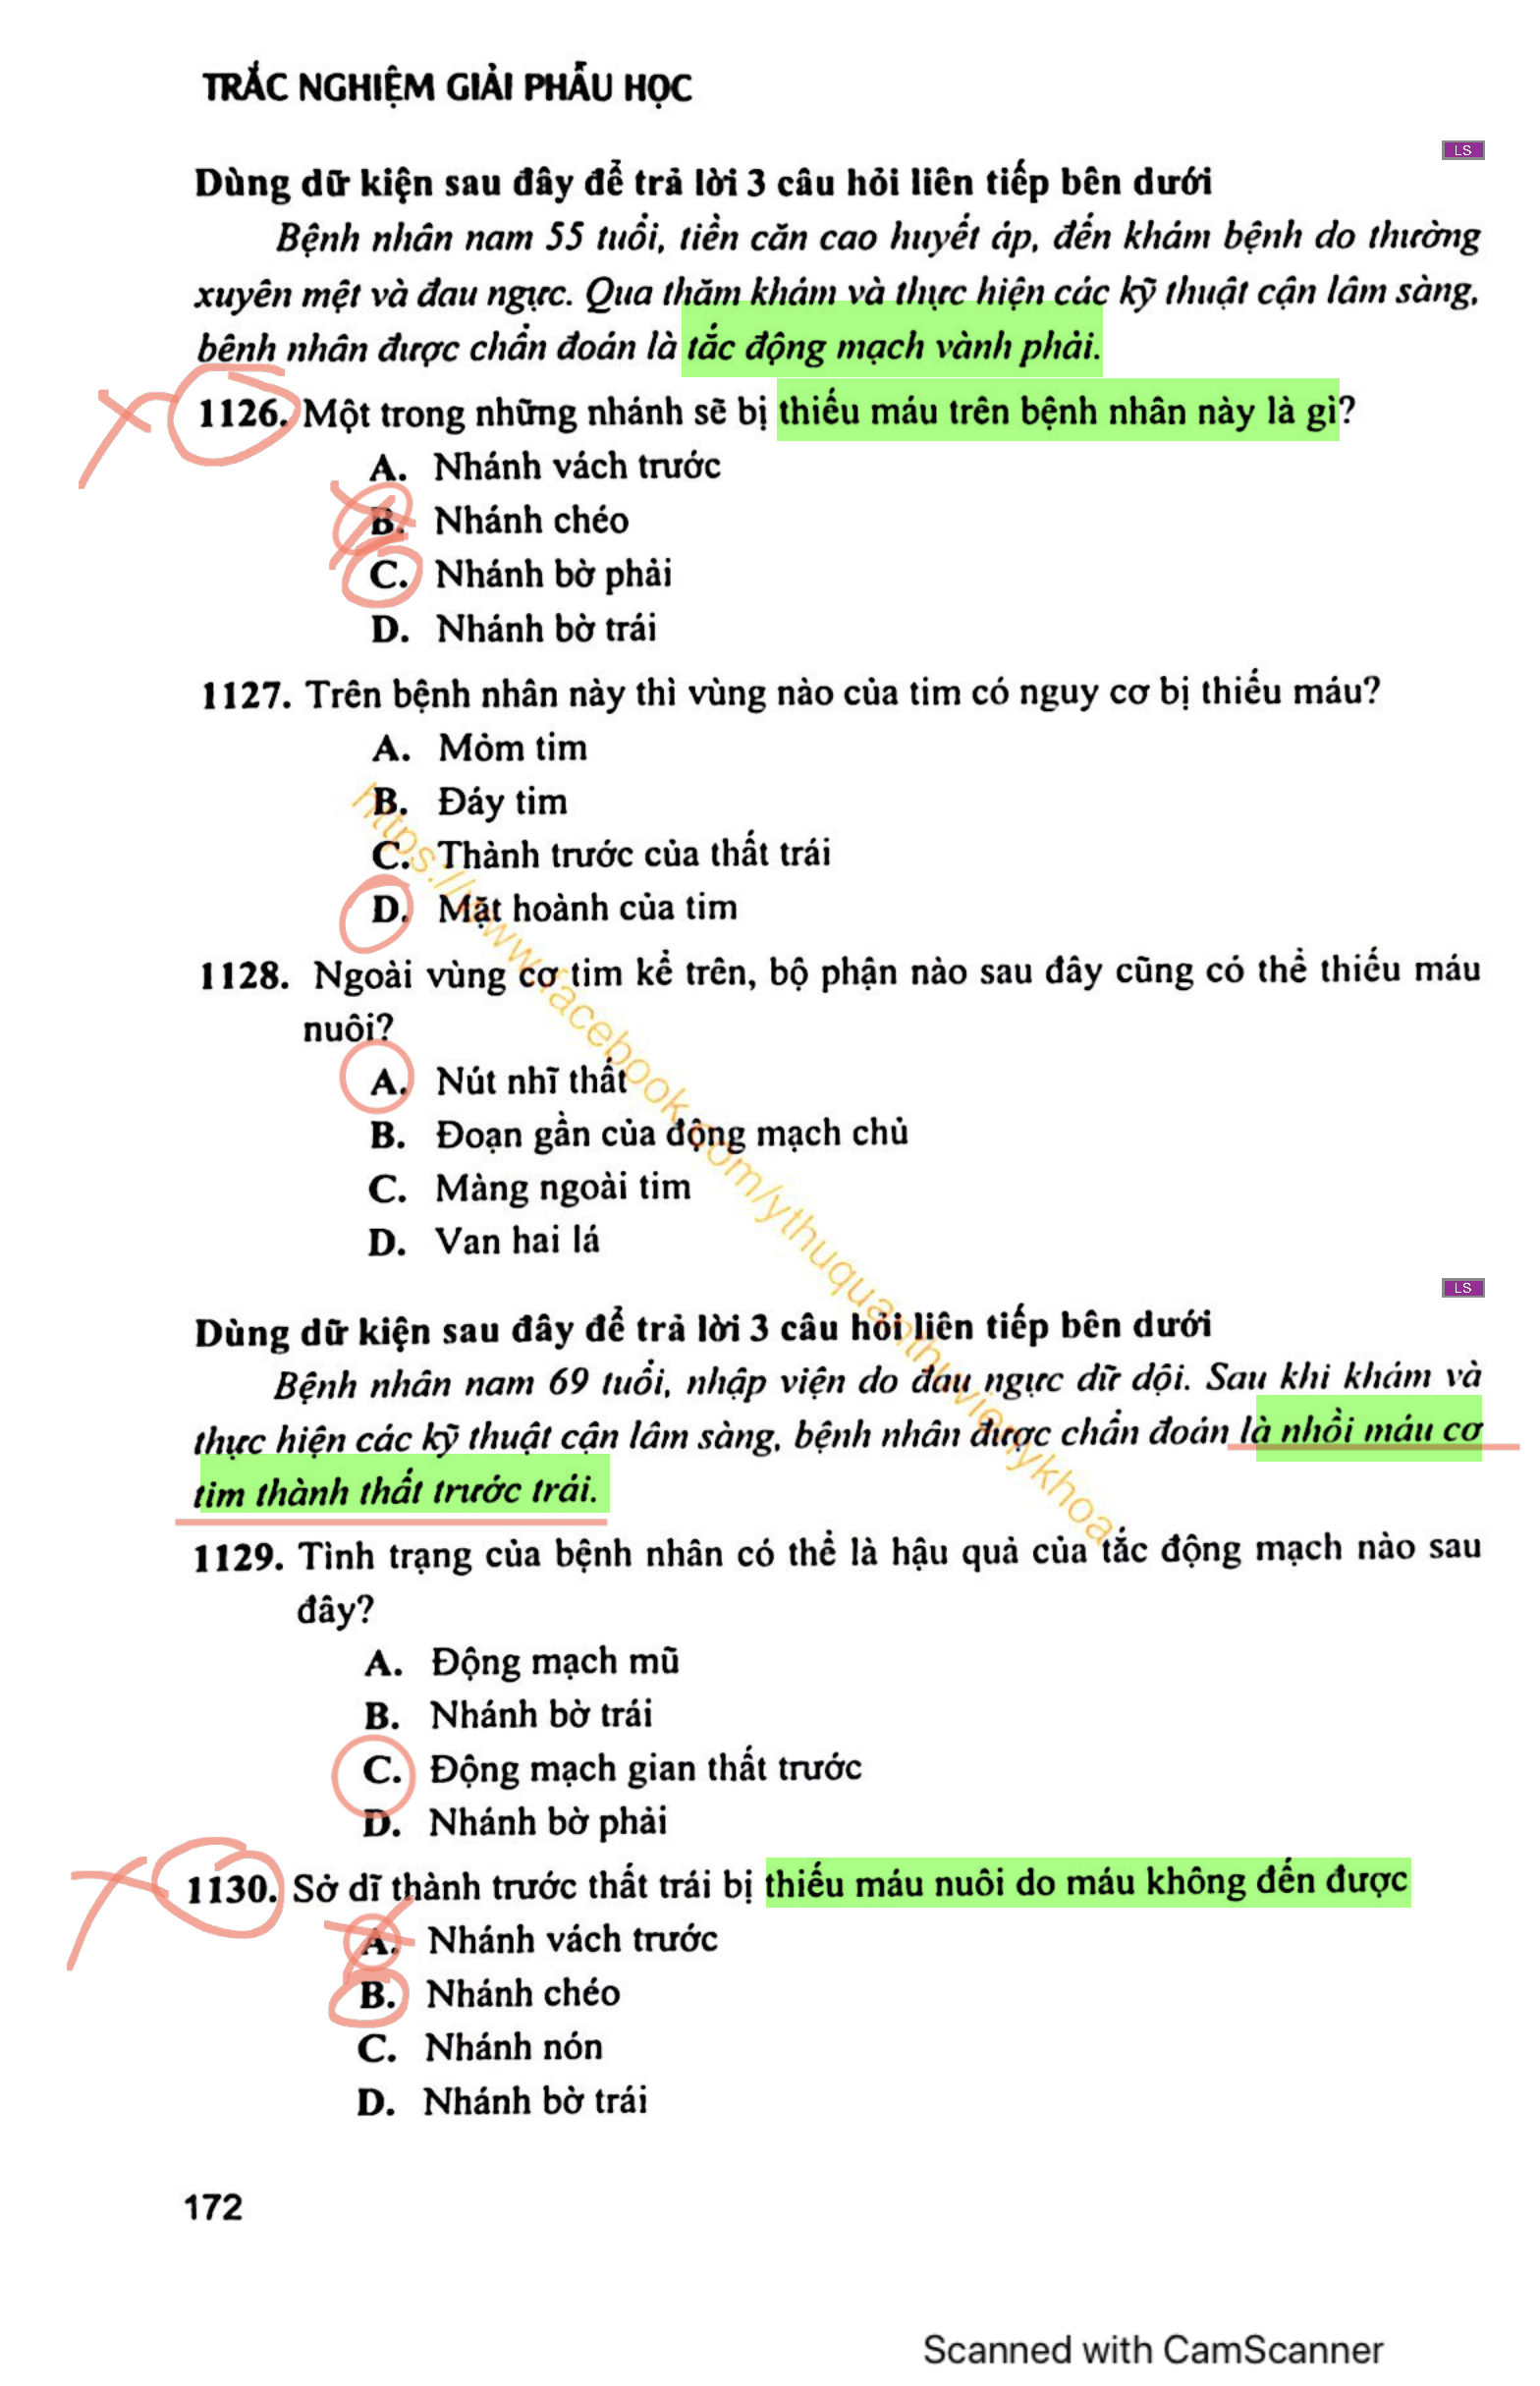 TRẮC NGHIỆM GIẢI PHẪU HỌC
LS
Dùng dữ kiện sau đây để trả lời 3 câu hỏi liên tiếp bên dưới
Bệnh nhân nam 55 tuổi, tiền căn cao huyết áp, đến khám bệnh do thường
xuyên mệt và đau ngực. Qua thăm khám và thực hiện các kỹ thuật cận lâm sàng,
bệnh nhân được chẩn đoán là tắc động mạch vành phải.
1126. Một trong những nhánh sẽ bị thiếu máu trên bệnh nhân này là gì?
A. Nhánh vách trước
B. Nhánh chéo
C. Nhánh bờ phải
D. Nhánh bờ trái
1127. Trên bệnh nhân này thì vùng nào của tim có nguy cơ bị thiếu máu?
A. Mỏm tim
B. Đáy tim
C. Thành trước của thất trái
D. Mặt hoành của tim
1128. Ngoài vùng cơ tim kể trên, bộ phận nào sau đây cũng có thể thiếu máu
nuôi?
A. Nút nhĩ thất
B. Đoạn gần của động mạch chủ
C. Màng ngoài tim
D. Van hai lá
https://www.facebook.com/ythuquanthuvienykhoa
LS
Dùng dữ kiện sau đây để trả lời 3 câu hỏi liên tiếp bên dưới
Bệnh nhân nam 69 tuổi, nhập viện do đau ngực dữ dội. Sau khi khám và
thực hiện các kỹ thuật cận lâm sàng, bệnh nhân được chẩn đoán là nhồi máu cơ
tim thành thất trước trái.
1129. Tình trạng của bệnh nhân có thể là hậu quả của tắc động mạch nào sau
đây?
A. Động mạch mũ
B. Nhánh bờ trái
C. Động mạch gian thất trước
D. Nhánh bờ phải
1130. Sở dĩ thành trước thất trái bị thiếu máu nuôi do máu không đến được
A. Nhánh vách trước
B. Nhánh chéo
C. Nhánh nón
D. Nhánh bờ trái
172
Scanned with CamScanner